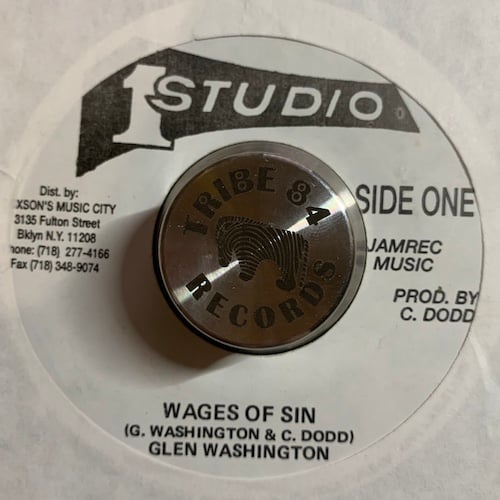 1 STUDIO
Dist. by:
XSON'S MUSIC CITY
3135 Fulton Street
Bklyn N.Y. 11208
hone: (718) 277-4166
Fax (718) 348-9074
TRIBE 84
RECORDS
SIDE ONE
JAMREC
MUSIC
PROD. BY
C. DODD
WAGES OF SIN
(G. WASHINGTON & C. DODD)
GLEN WASHINGTON